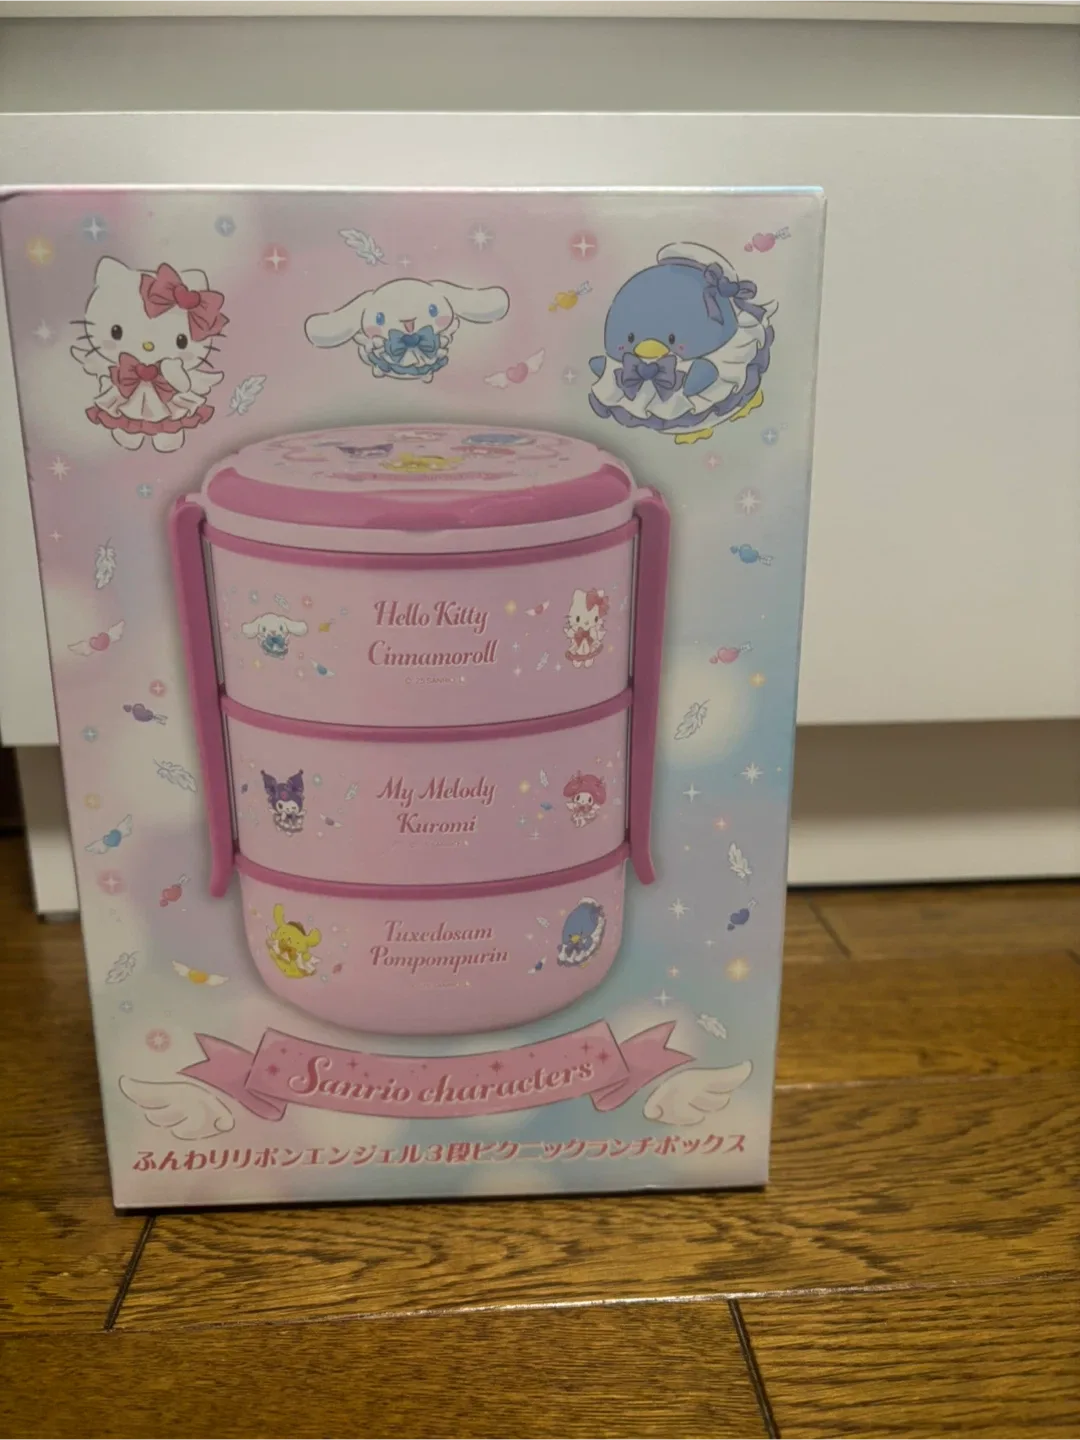 Hello Kitty
Cinnamoroll
My Melody
Kuromi
Tuxedosam
Pompompurin
Sanrio characters
ふんわりリボンエンジェル3段ピクニックランチボックス